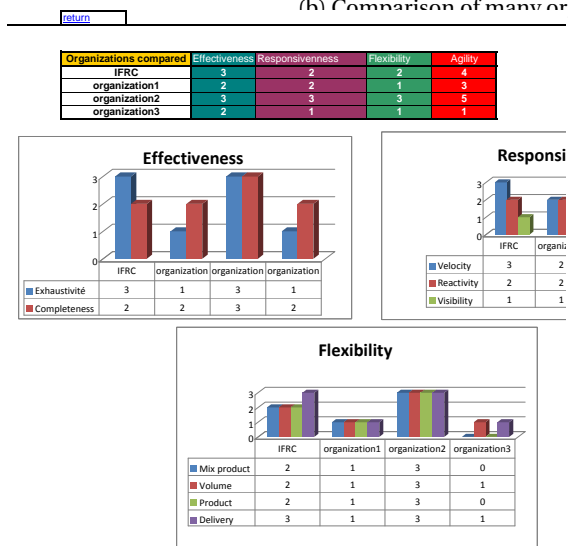 (b) Comparison of many or
return
Organizations compared Effectiveness Responsivenness Flexibility Agility
IFRC 3 2 2 4
organization1 2 2 1 3
organization2 3 3 3 5
organization3 2 1 1 1
Effectiveness
3
2
1
0
IFRC organization organization organization
Exhaustivité 3 1 3 1
Completeness 2 2 3 2
Responsi
3
2
1
0
IFRC organiz
Velocity 3 2
Reactivity 2 2
Visibility 1 1
Flexibility
3
2
1
0
IFRC organization1 organization2 organization3
Mix product 2 1 3 0
Volume 2 1 3 1
Product 2 1 3 0
Delivery 3 1 3 1